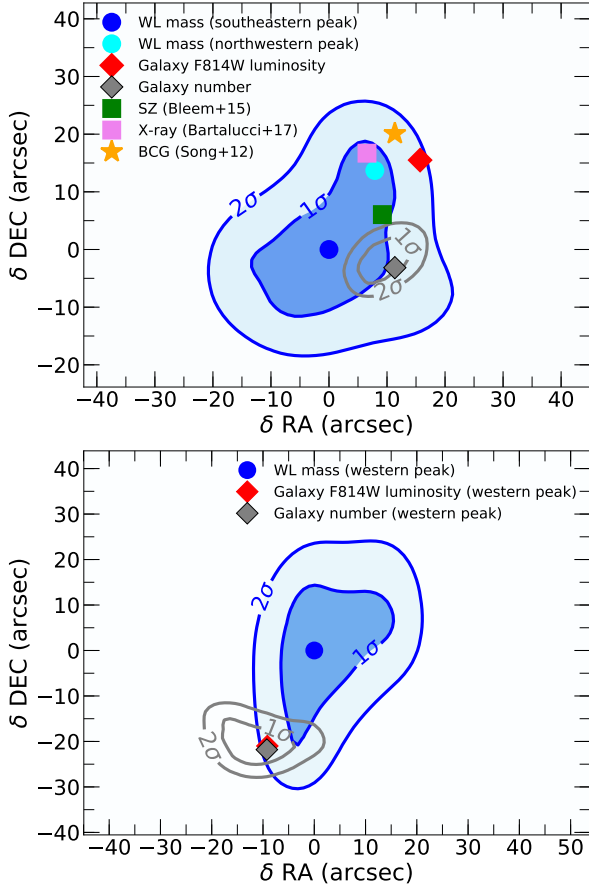 WL mass (southeastern peak)
WL mass (northwestern peak)
Galaxy F814W luminosity
Galaxy number
SZ (Bleem+15)
X-ray (Bartalucci+17)
BCG (Song+12)
40
30
20
10
0
−10
−20
δ DEC (arcsec)
2σ
1σ
1σ
2σ
−40 −30 −20 −10 0 10 20 30 40
δ RA (arcsec)
WL mass (western peak)
Galaxy F814W luminosity (western peak)
Galaxy number (western peak)
40
30
20
10
0
−10
−20
−30
−40
δ DEC (arcsec)
2σ
1σ
1σ
2σ
−40 −30 −20 −10 0 10 20 30 40 50
δ RA (arcsec)